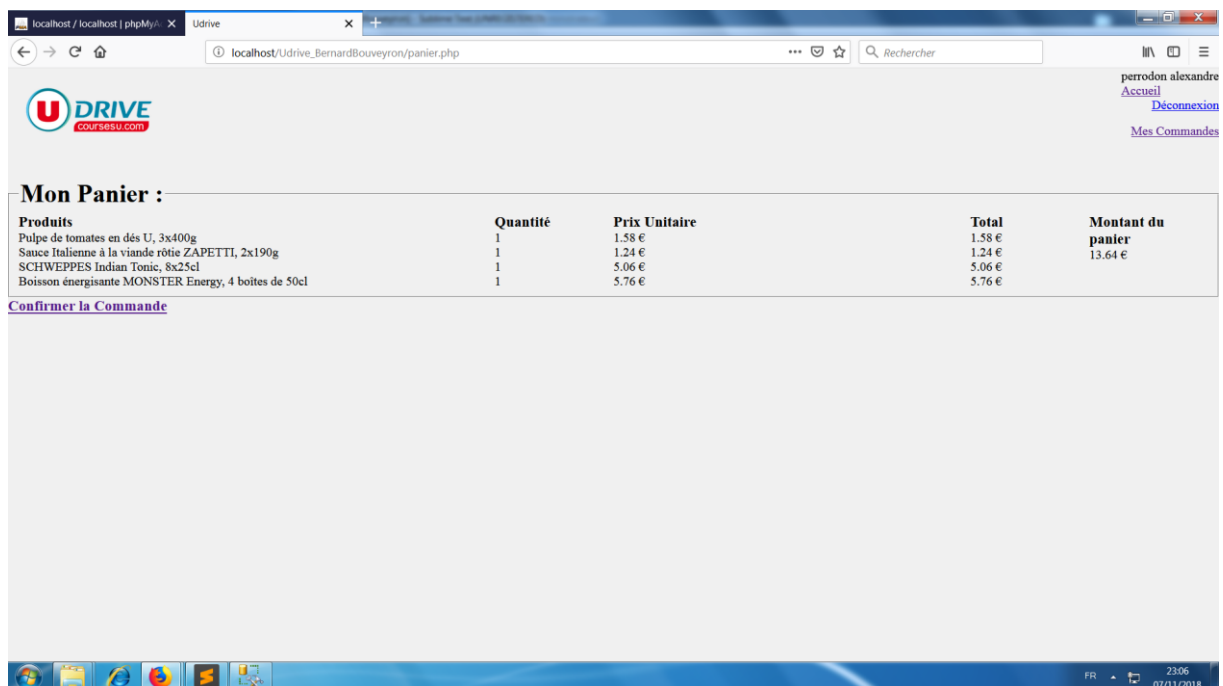 localhost / localhost | phpMyA
Udrive
localhost/Udrive_BernardBouveyron/panier.php
Rechercher
perrodon alexandre
Accueil
Déconnexion
Mes Commandes
U DRIVE
coursesu.com
Mon Panier :
Produits Quantité Prix Unitaire Total Montant du
panier
Pulpe de tomates en dés U, 3x400g 1 1.58 € 1.58 €
Sauce Italienne à la viande rôtie ZAPETTI, 2x190g 1 1.24 € 1.24 € 13.64 €
SCHWEPPES Indian Tonic, 8x25cl 1 5.06 € 5.06 €
Boisson énergisante MONSTER Energy, 4 boîtes de 50cl 1 5.76 € 5.76 €
Confirmer la Commande
FR
23:06
07/11/2018